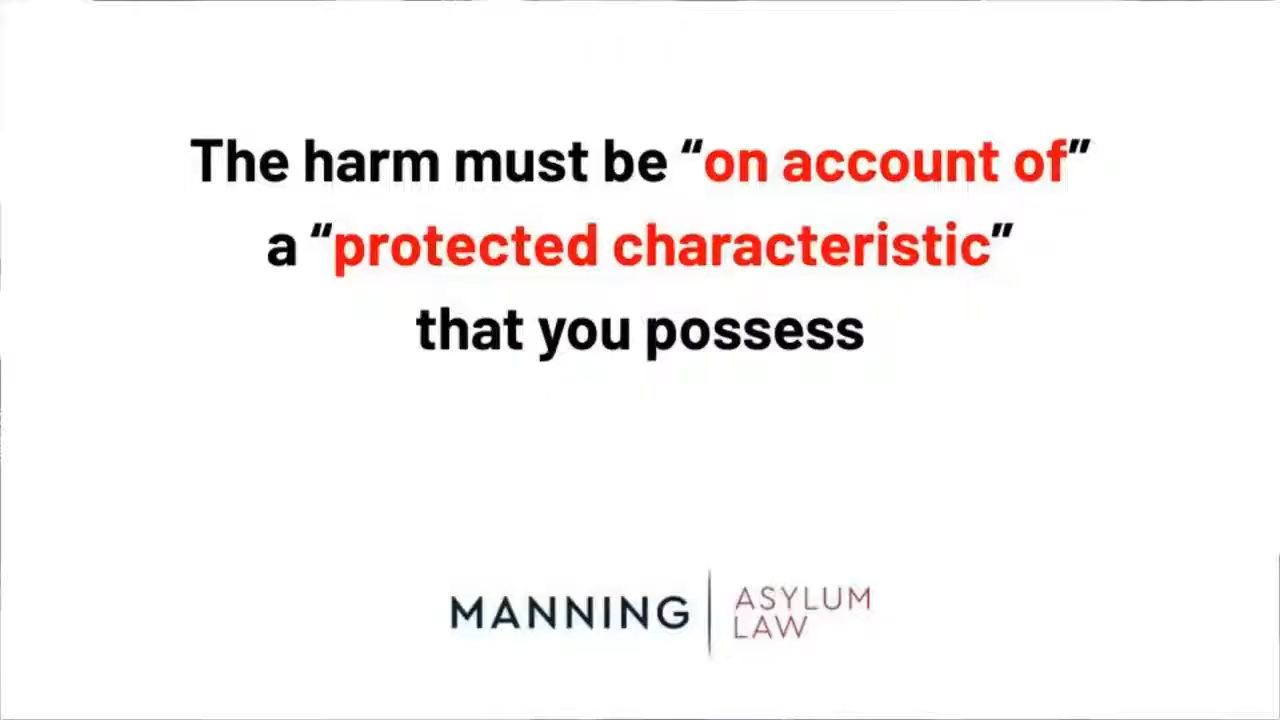 The harm must be “on account of”
a “protected characteristic”
that you possess
MANNING
ASYLUM
LAW